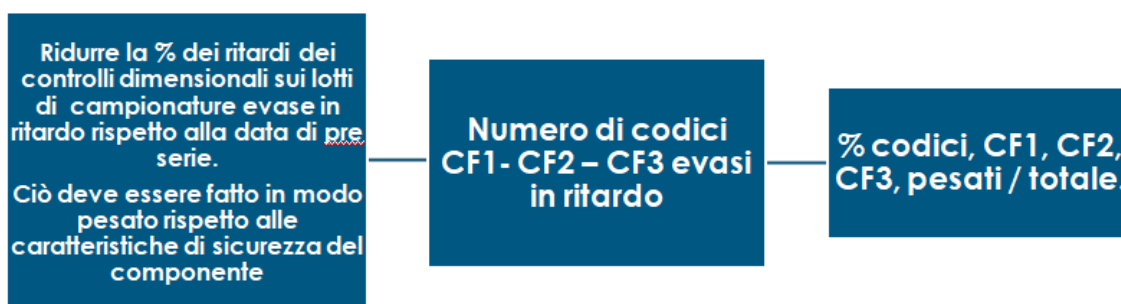 Ridurre la % dei ritardi dei
controlli dimensionali sui lotti
di campionature evase in
ritardo rispetto alla data di pre
serie.
Ciò deve essere fatto in modo
pesato rispetto alle
caratteristiche di sicurezza del
componente
Numero di codici
CF1- CF2 – CF3 evasi
in ritardo
% codici, CF1, CF2,
CF3, pesati / totale.